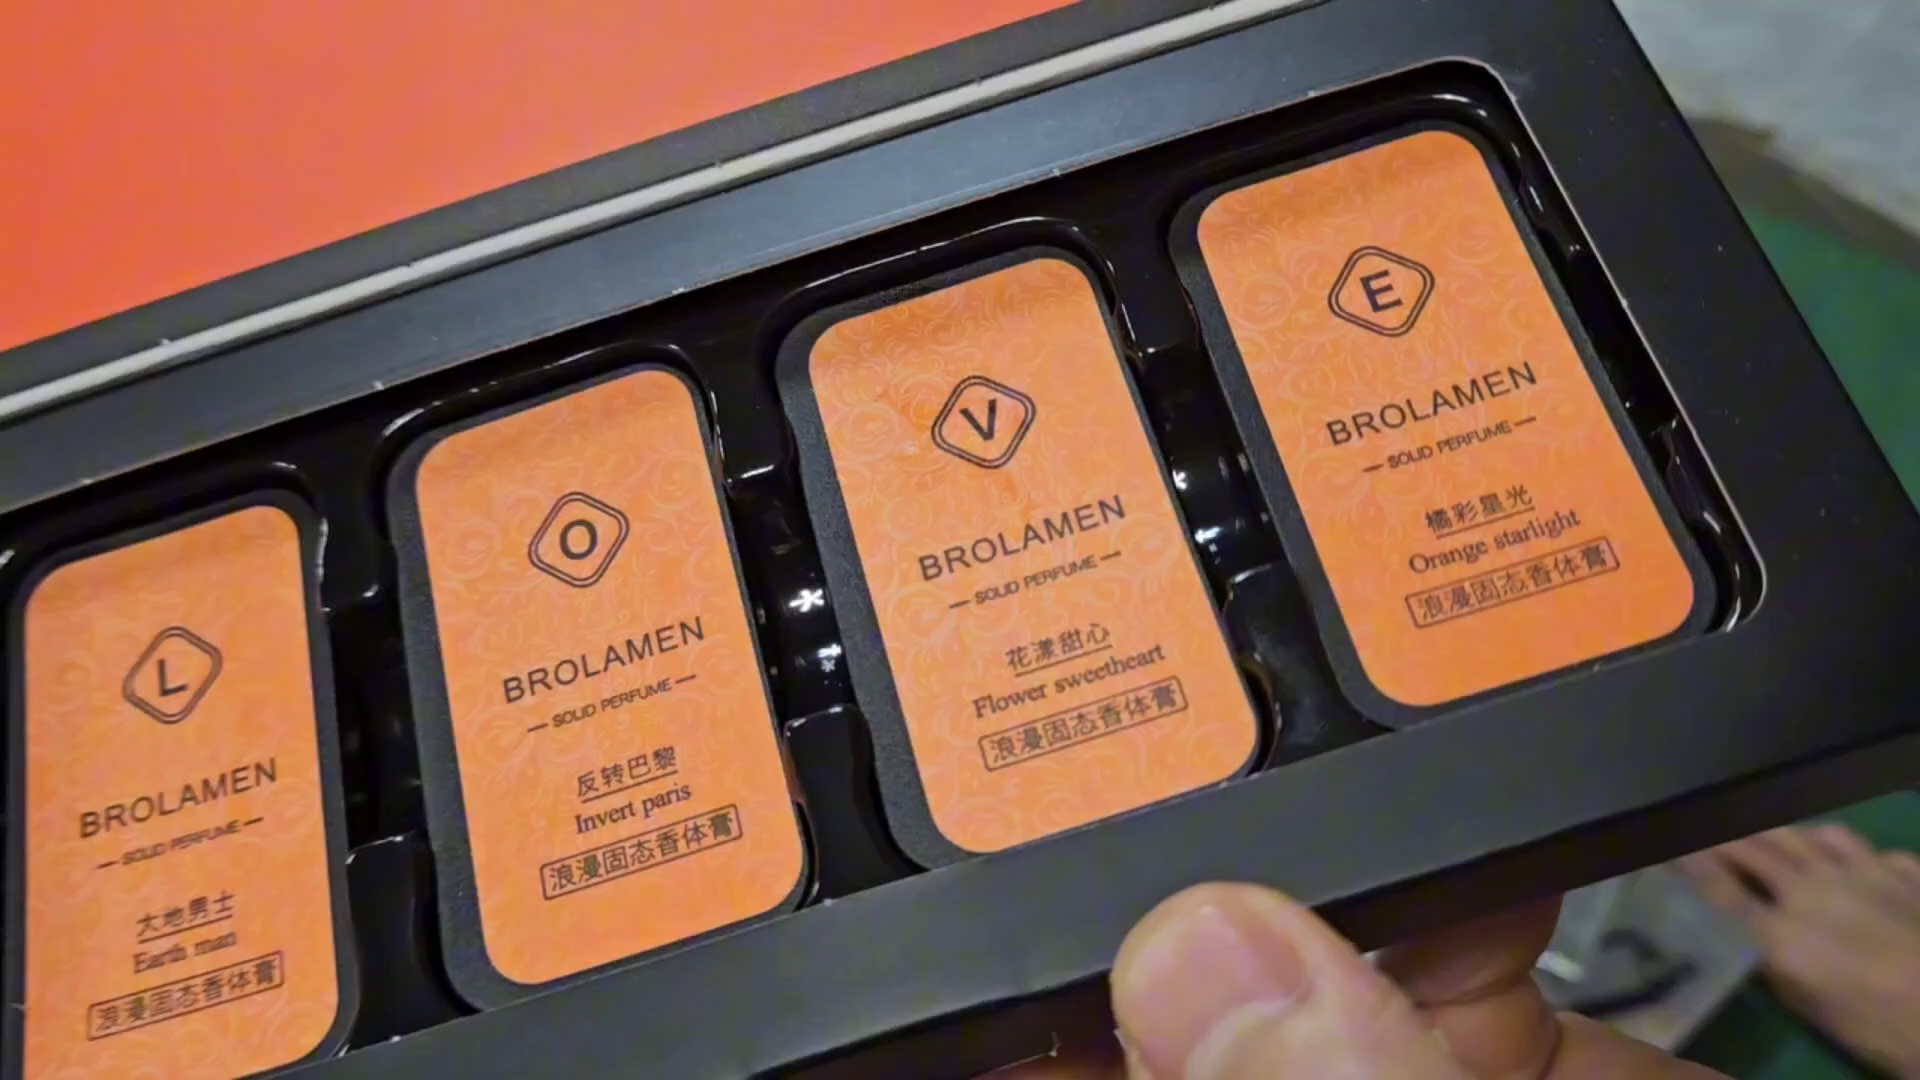 L
BROLAMEN
— SOLID PERFUME —
大地男士
Earth man
浪漫固态香体膏
O
BROLAMEN
— SOLID PERFUME —
反转巴黎
Invert paris
浪漫固态香体膏
V
BROLAMEN
— SOLID PERFUME —
花漾甜心
Flower sweetheart
浪漫固态香体膏
E
BROLAMEN
— SOLID PERFUME —
橘彩星光
Orange starlight
浪漫固态香体膏